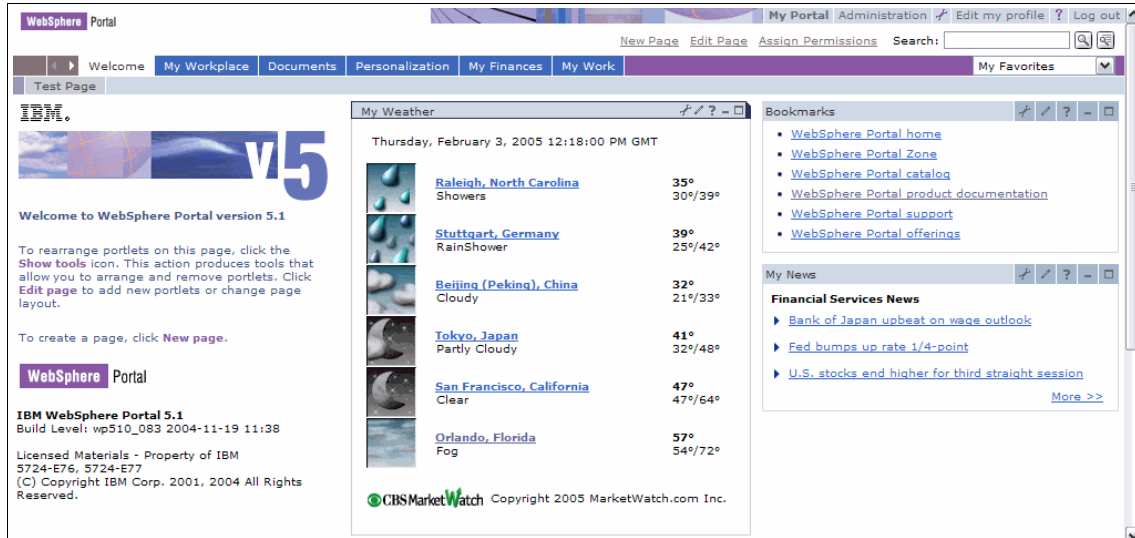 WebSphere Portal
My Portal Administration Edit my profile ? Log out
New Page Edit Page Assign Permissions Search:
Welcome My Workplace Documents Personalization My Finances My Work My Favorites
Test Page
IBM.
v5
Welcome to WebSphere Portal version 5.1
To rearrange portlets on this page, click the
Show tools icon. This action produces tools that
allow you to arrange and remove portlets. Click
Edit page to add new portlets or change page
layout.
To create a page, click New page.
WebSphere Portal
IBM WebSphere Portal 5.1
Build Level: wp510_083 2004-11-19 11:38
Licensed Materials - Property of IBM
5724-E76, 5724-E77
(C) Copyright IBM Corp. 2001, 2004 All Rights
Reserved.
My Weather ?
Thursday, February 3, 2005 12:18:00 PM GMT
Raleigh, North Carolina 35°
Showers 30°/39°
Stuttgart, Germany 39°
RainShower 25°/42°
Beijing (Peking), China 32°
Cloudy 21°/33°
Tokyo, Japan 41°
Partly Cloudy 32°/48°
San Francisco, California 47°
Clear 47°/64°
Orlando, Florida 57°
Fog 54°/72°
CBS MarketWatch Copyright 2005 MarketWatch.com Inc.
Bookmarks ?
WebSphere Portal home
WebSphere Portal Zone
WebSphere Portal catalog
WebSphere Portal product documentation
WebSphere Portal support
WebSphere Portal offerings
My News ?
Financial Services News
Bank of Japan upbeat on wage outlook
Fed bumps up rate 1/4-point
U.S. stocks end higher for third straight session
More >>